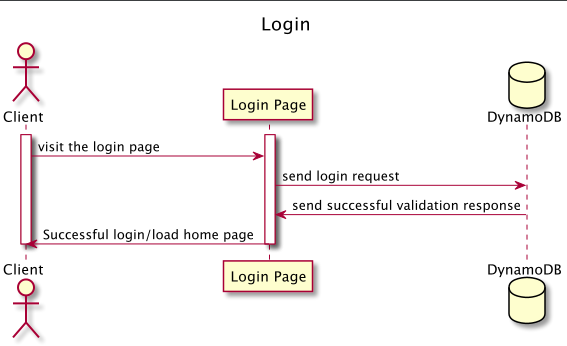 Login
Client
Login Page
DynamoDB
visit the login page
send login request
send successful validation response
Successful login/load home page
Client
Login Page
DynamoDB